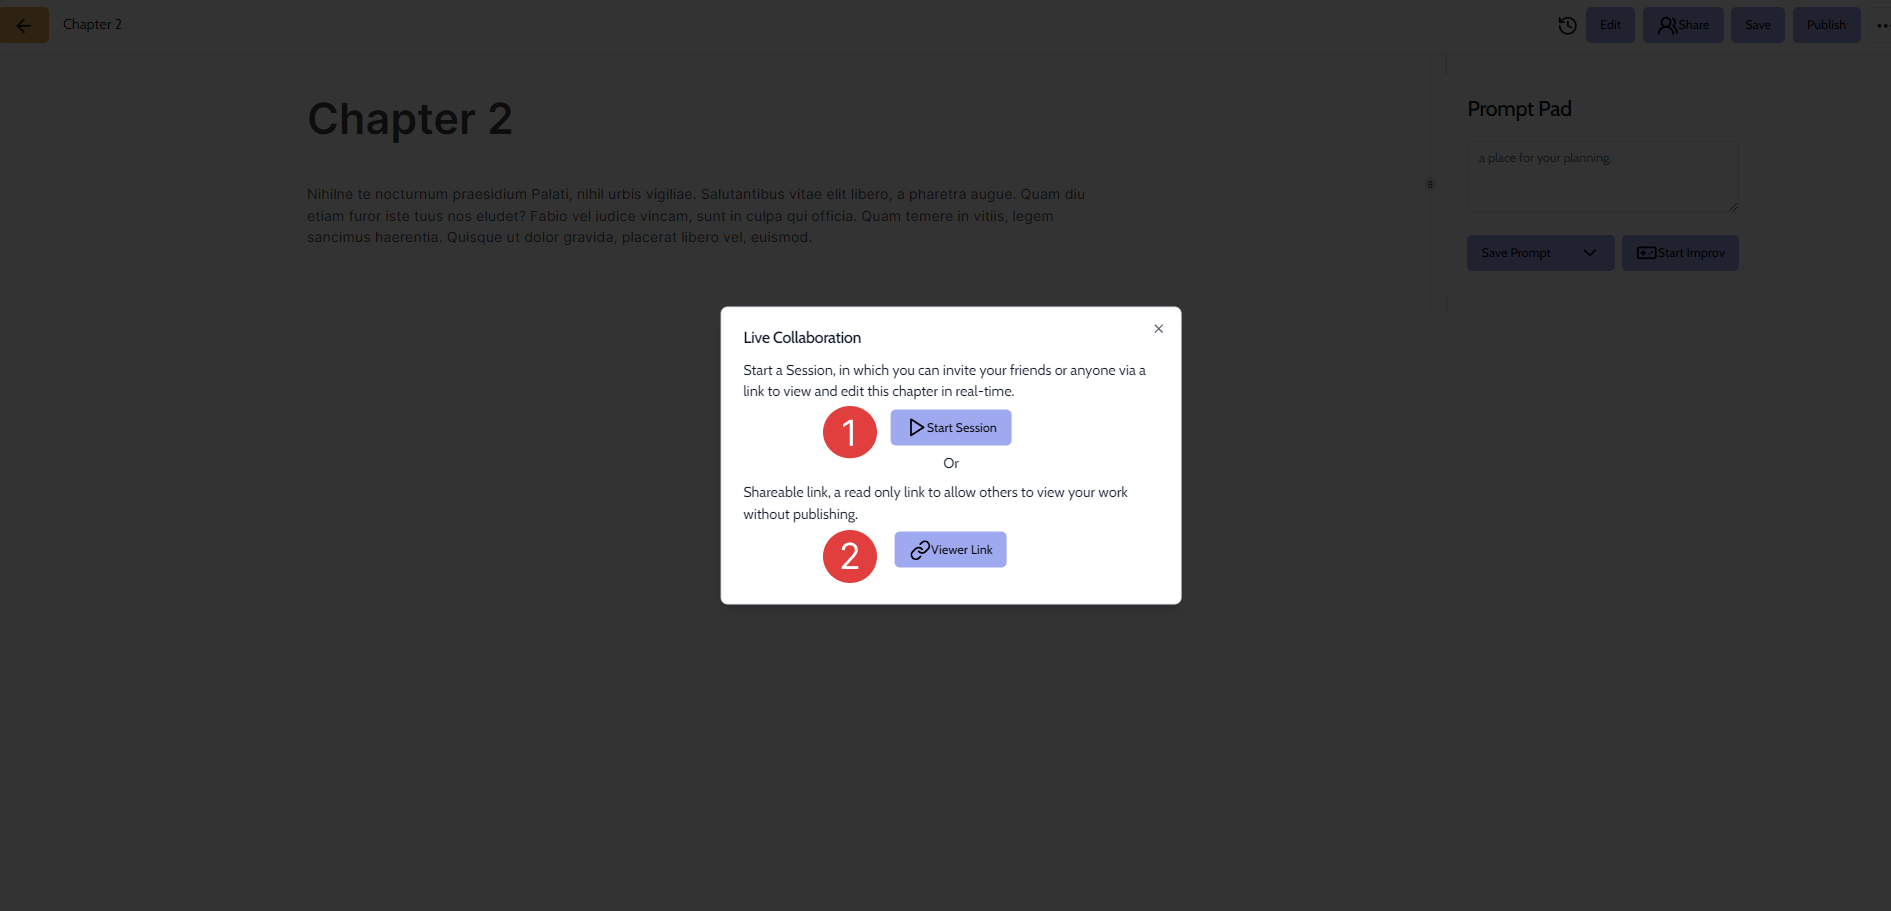 Chapter 2
Edit
Share
Save
Publish
Chapter 2
Nihilne te nocturnum praesidium Palati, nihil urbis vigiliae. Salutantibus vitae elit libero, a pharetra augue. Quam diu
etiam furor iste tuus nos eludet? Fabio vel iudice vincam, sunt in culpa qui officia. Quam temere in vitiis, legem
sancimus haerentia. Quisque ut dolor gravida, placerat libero vel, euismod.
Prompt Pad
a place for your planning.
Save Prompt
Start Improv
Live Collaboration
Start a Session, in which you can invite your friends or anyone via a
link to view and edit this chapter in real-time.
1
Start Session
Or
Shareable link, a read only link to allow others to view your work
without publishing.
2
Viewer Link